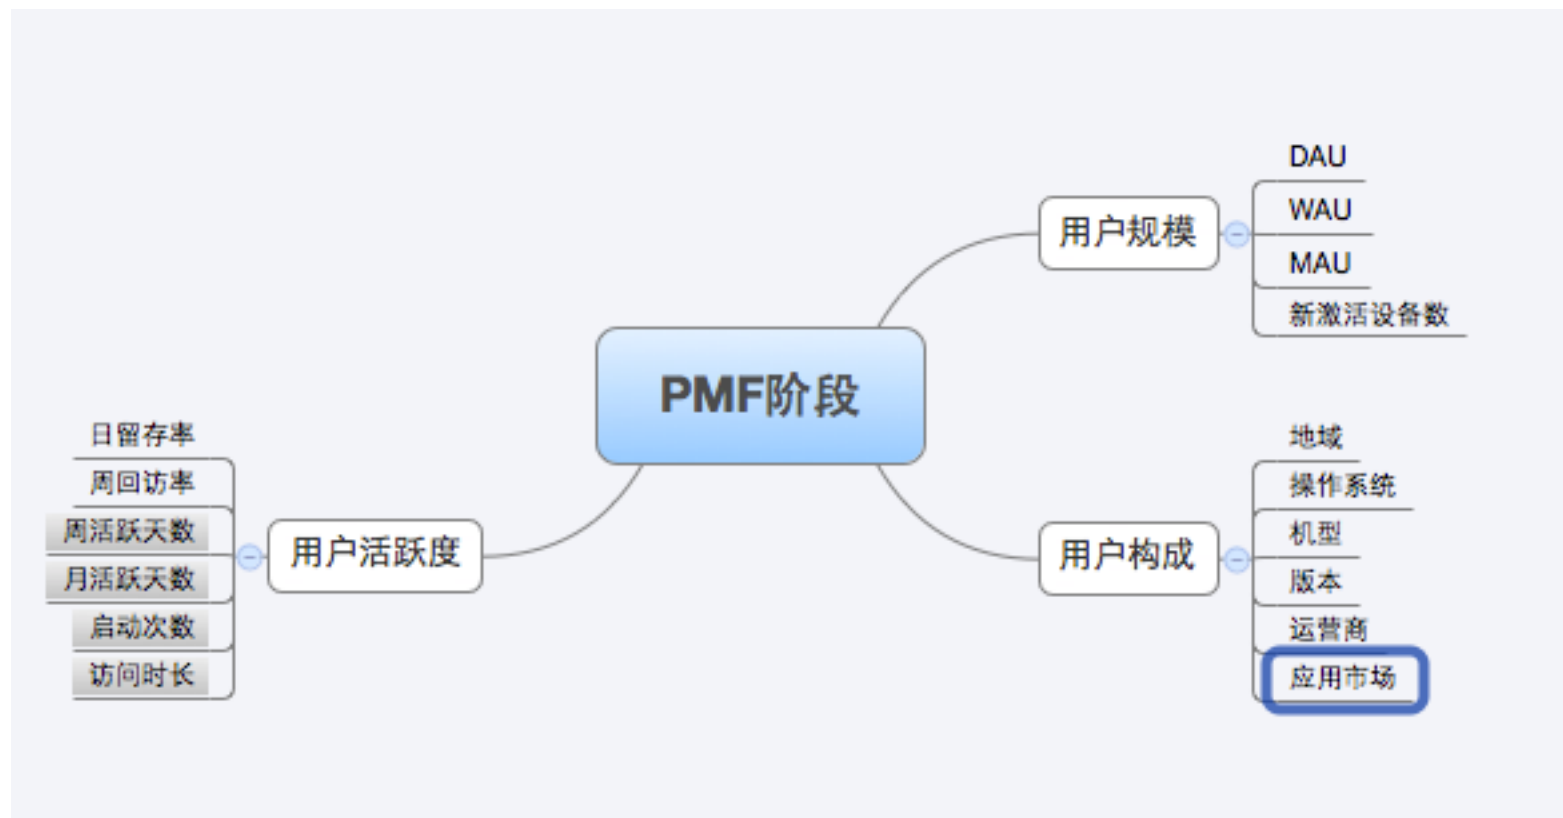 PMF阶段
用户规模
DAU
WAU
MAU
新激活设备数
用户构成
地域
操作系统
机型
版本
运营商
应用市场
用户活跃度
日留存率
周回访率
周活跃天数
月活跃天数
启动次数
访问时长